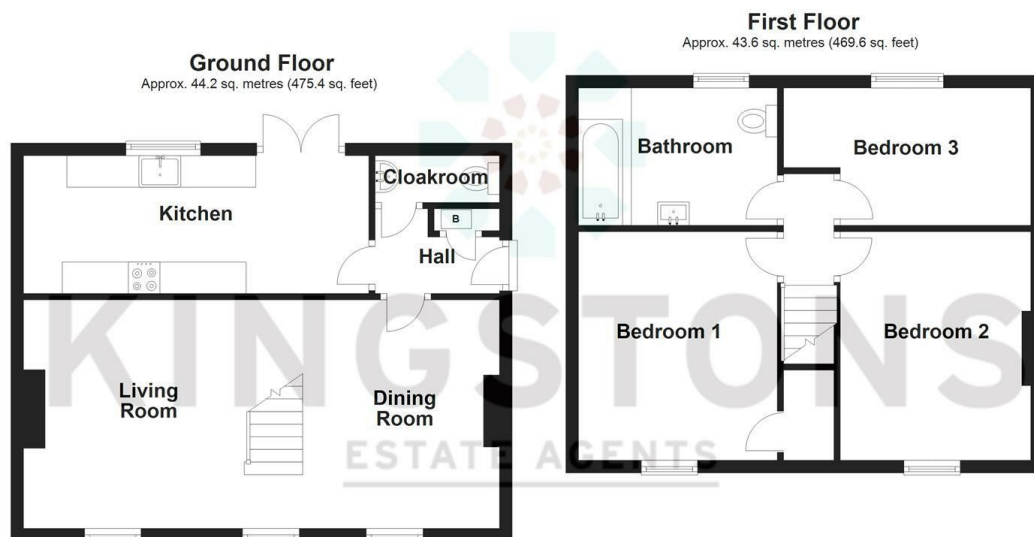 Ground Floor
Approx. 44.2 sq. metres (475.4 sq. feet)
Kitchen
Cloakroom
B
Hall
Living
Room
Dining
Room
First Floor
Approx. 43.6 sq. metres (469.6 sq. feet)
Bathroom
Bedroom 3
Bedroom 1
Bedroom 2
KINGSTONS
ESTATE AGENTS